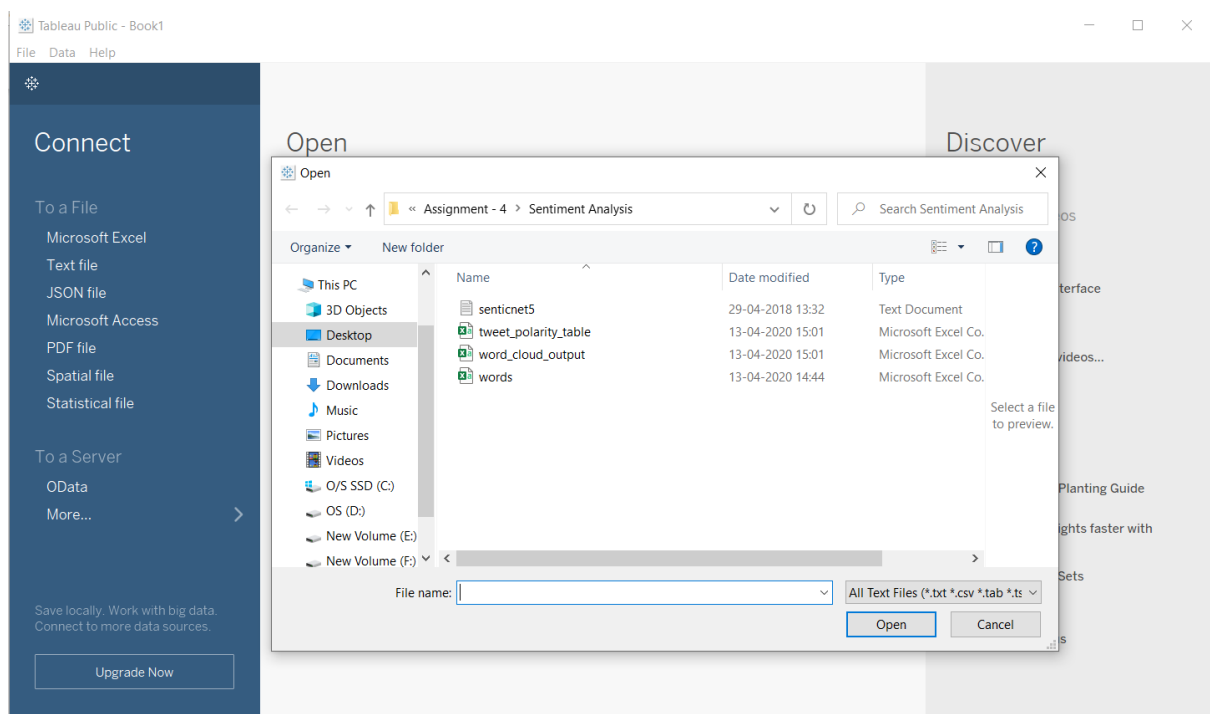 Tableau Public - Book1
File Data Help
Connect
To a File
Microsoft Excel
Text file
JSON file
Microsoft Access
PDF file
Spatial file
Statistical file
To a Server
OData
More...
Save locally. Work with big data.
Connect to more data sources.
Upgrade Now
Open
Open
« Assignment - 4 > Sentiment Analysis
Search Sentiment Analysis
Organize New folder
This PC
3D Objects
Desktop
Documents
Downloads
Music
Pictures
Videos
O/S SSD (C:)
OS (D:)
New Volume (E:)
New Volume (F:)
Name Date modified Type
senticnet5 29-04-2018 13:32 Text Document
tweet_polarity_table 13-04-2020 15:01 Microsoft Excel Co.
word_cloud_output 13-04-2020 15:01 Microsoft Excel Co.
words 13-04-2020 14:44 Microsoft Excel Co.
Select a file
to preview.
File name:
All Text Files (*.txt *.csv *.tab *.ts
Open Cancel
Discover
videos...
Planting Guide
faster with
Sets